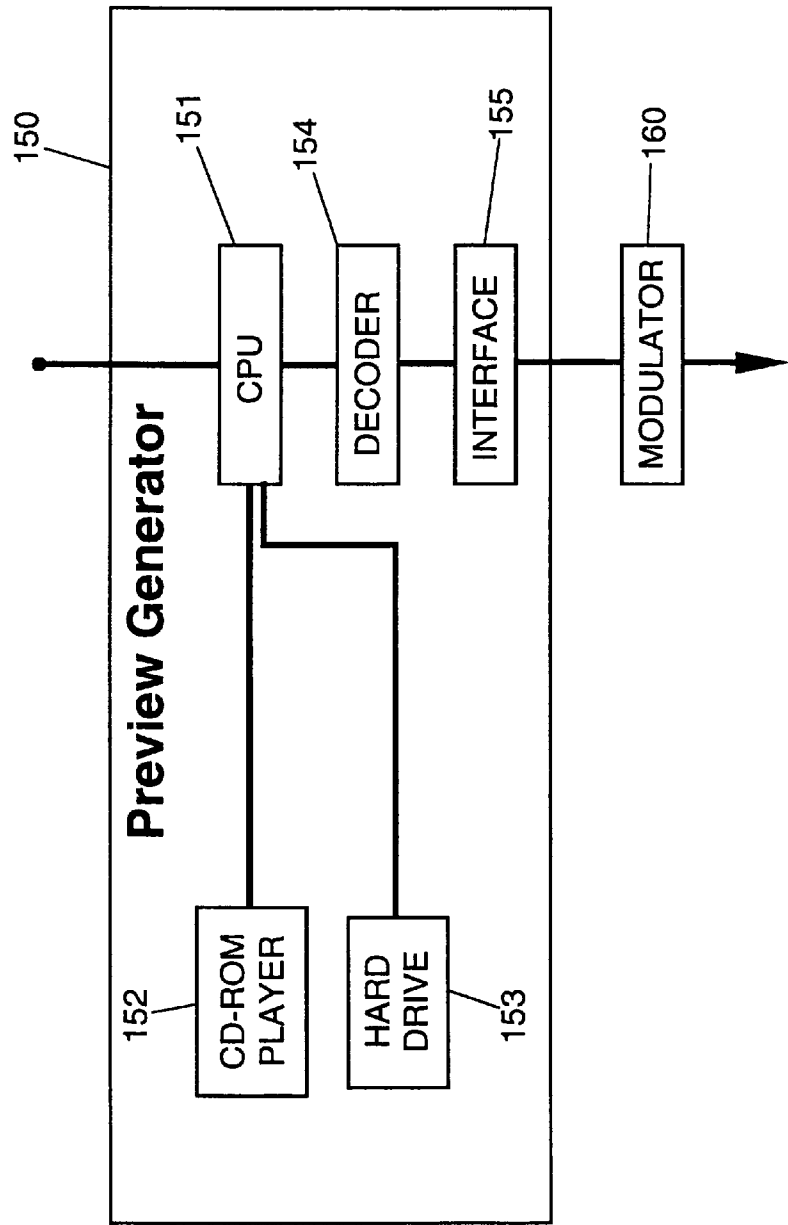 150
Preview Generator
151
CPU
154
DECODER
155
INTERFACE
160
MODULATOR
152
CD-ROM
PLAYER
HARD
DRIVE
153